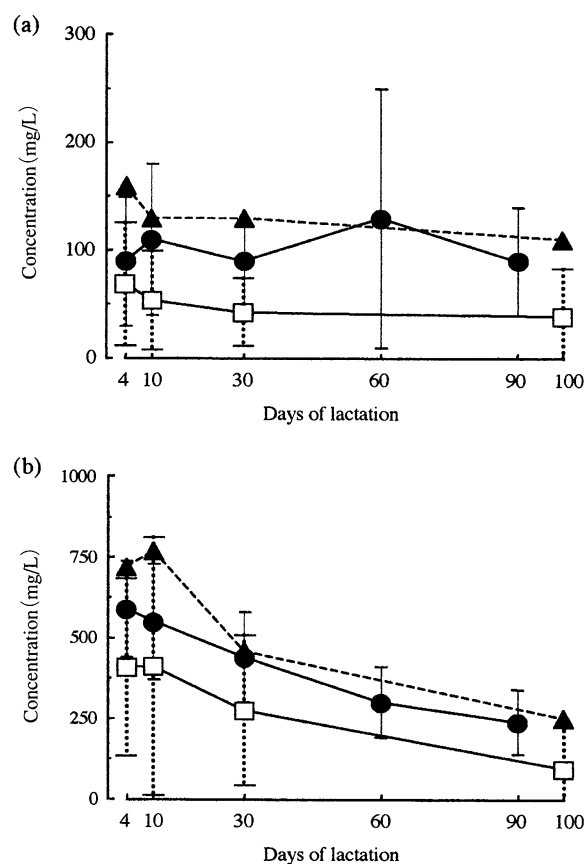 (a)
300
200
100
0
Concentration (mg/L)
4 10 30 60 90 100
Days of lactation
(b)
1000
750
500
250
0
Concentration (mg/L)
4 10 30 60 90 100
Days of lactation